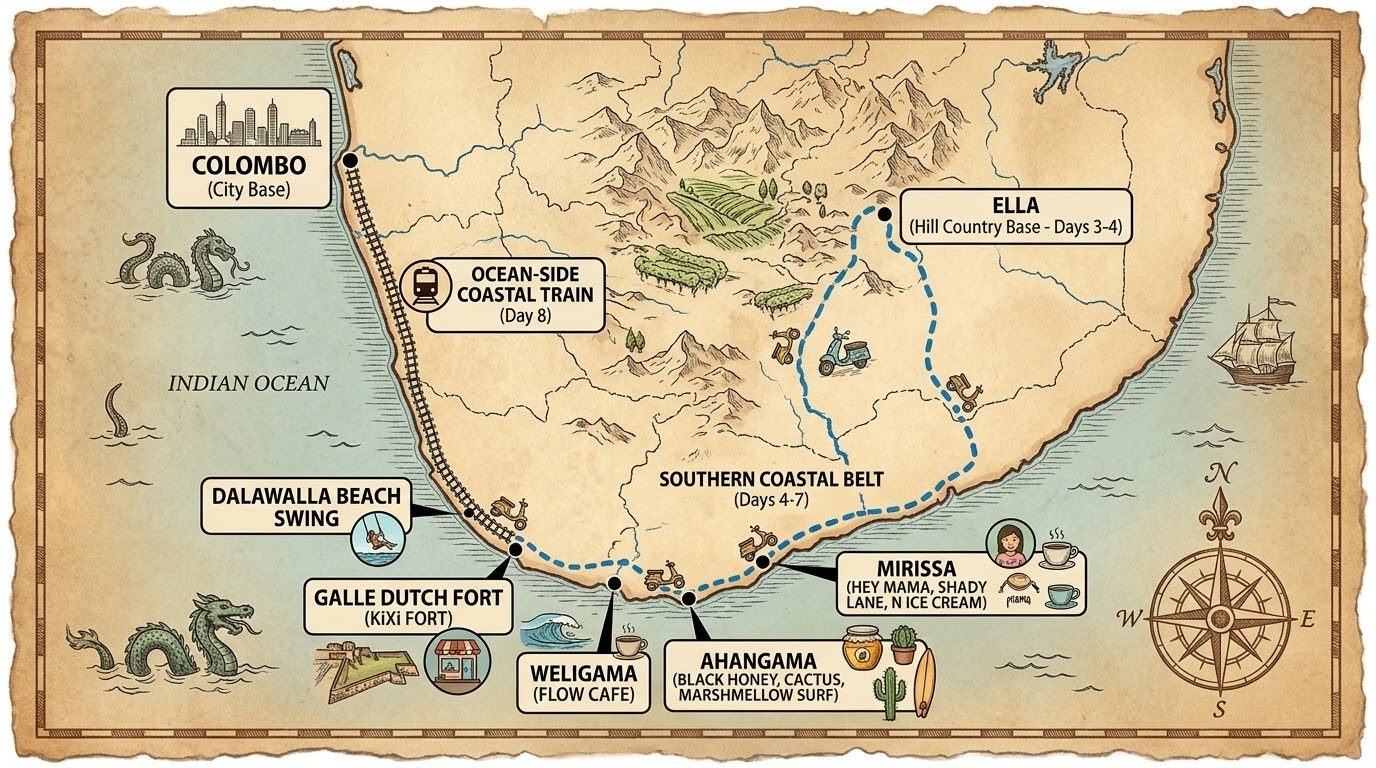 COLOMBO
(City Base)
ELLA
(Hill Country Base - Days 3-4)
OCEAN-SIDE
COASTAL TRAIN
(Day 8)
INDIAN OCEAN
SOUTHERN COASTAL BELT
(Days 4-7)
DALAWALLA BEACH
SWING
GALLE DUTCH FORT
(KiXi FORT)
WELIGAMA
(FLOW CAFE)
AHANGAMA
(BLACK HONEY, CACTUS,
MARSHMELLOW SURF)
MIRISSA
(HEY MAMA, SHADY
LANE, N ICE CREAM)
N
W
E
S